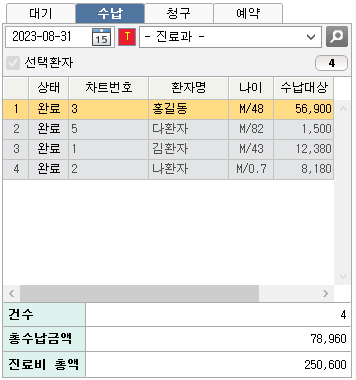 대기 수납 청구 예약
2023-08-31 15 T - 진료과 -
선택환자 4
상태 차트번호 환자명 나이 수납대상
1 완료 3 홍길동 M/48 56,900
2 완료 5 다환자 M/82 1,500
3 완료 1 김환자 M/43 12,380
4 완료 2 나환자 M/0.7 8,180
건수 4
총수납금액 78,960
진료비 총액 250,600